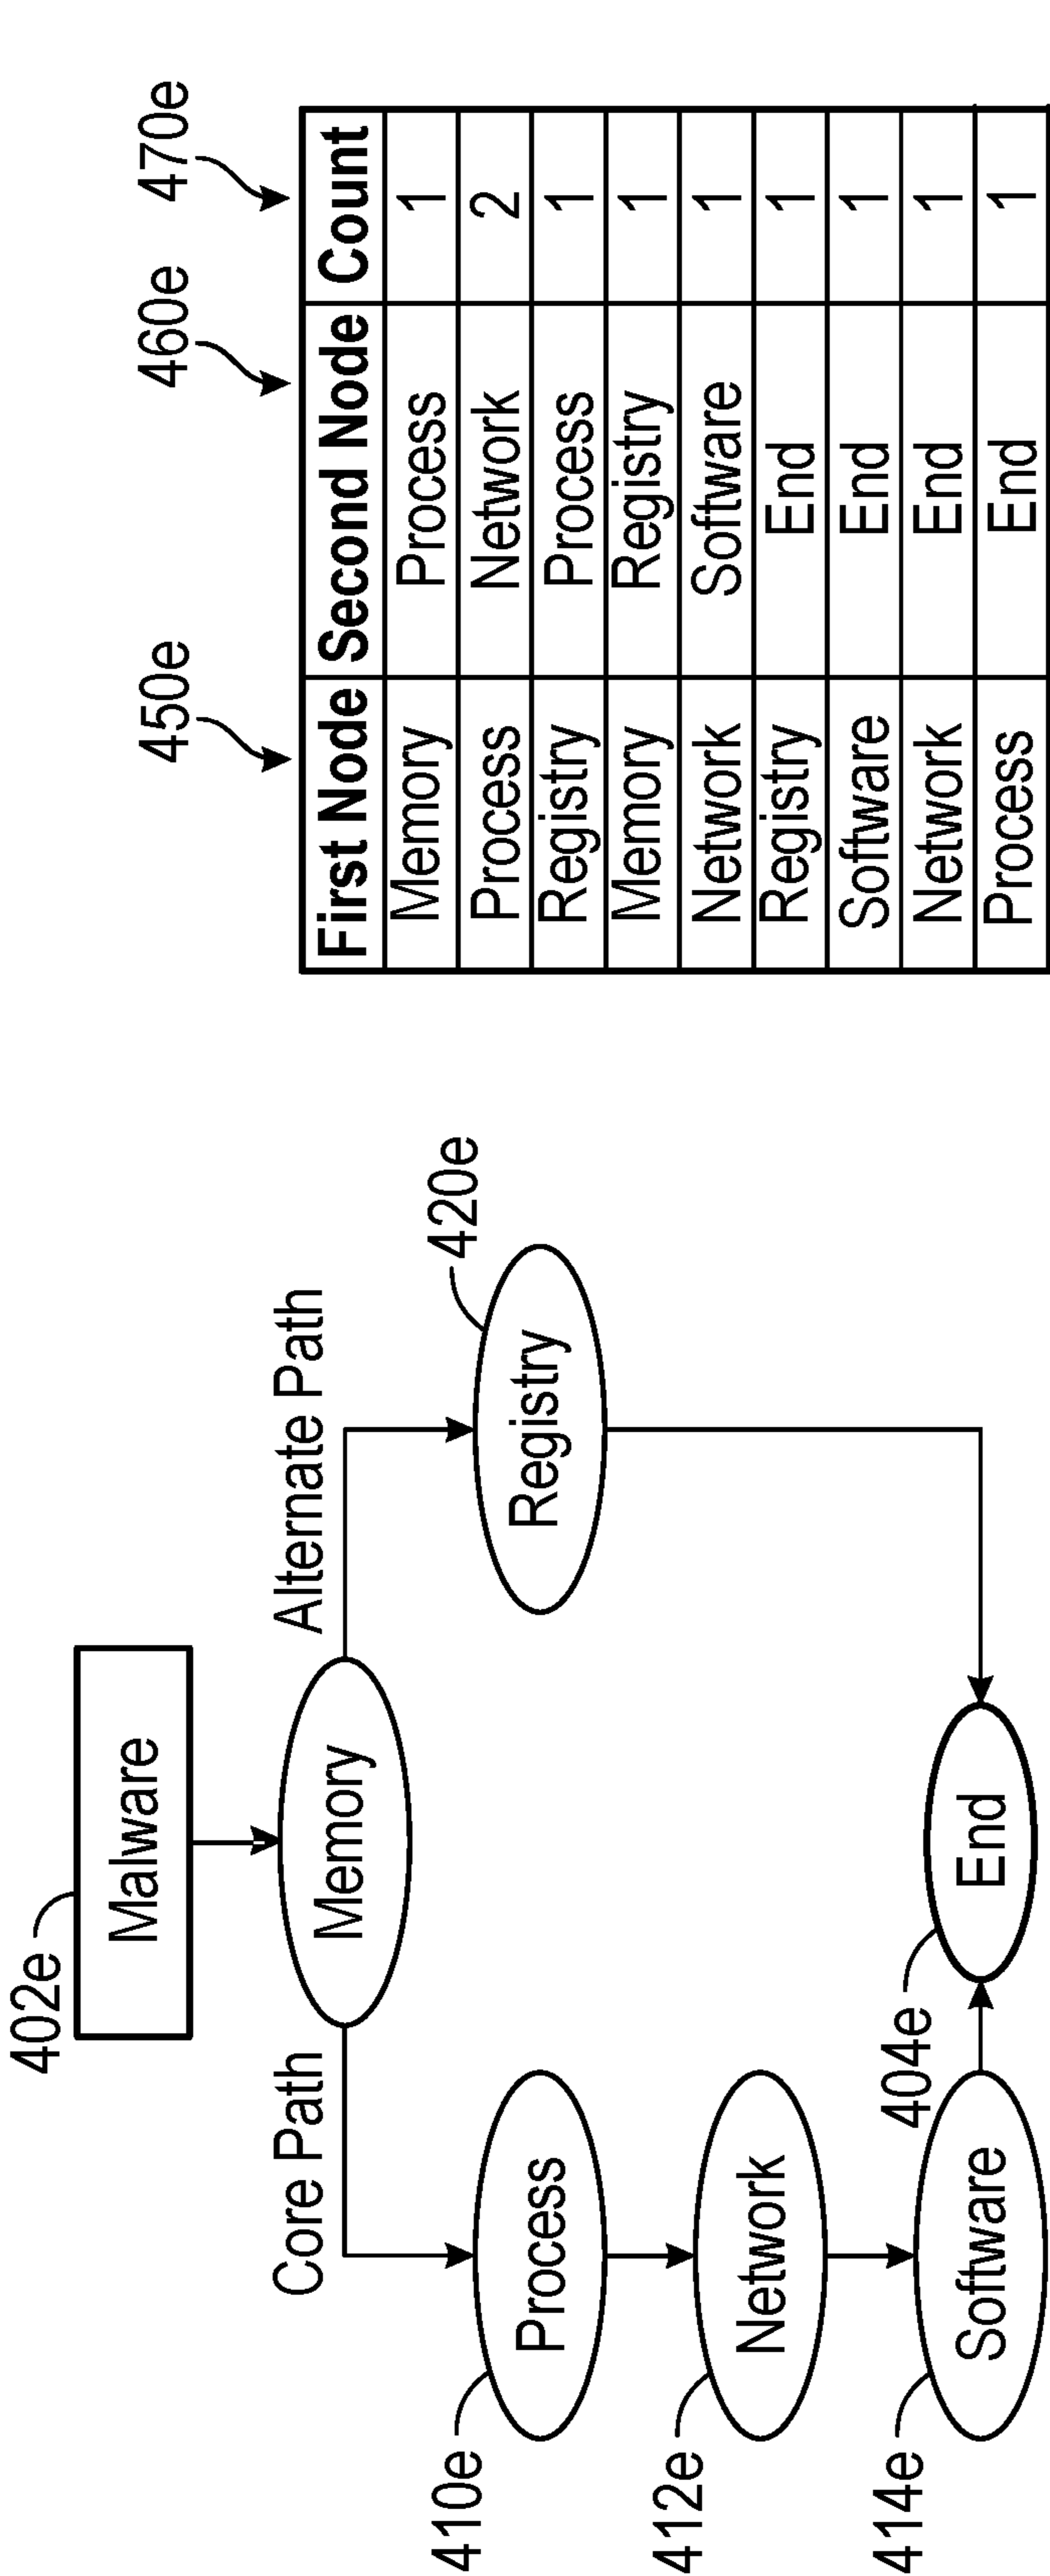 402e
Malware
Core Path
Memory
Alternate Path
410e
Process
Registry
420e
412e
Network
414e
Software
404e
End
450e
460e
470e
First Node Second Node Count
Memory Process 1
Process Network 2
Registry Process 1
Memory Registry 1
Network Software 1
Registry End 1
Software End 1
Network End 1
Process End 1